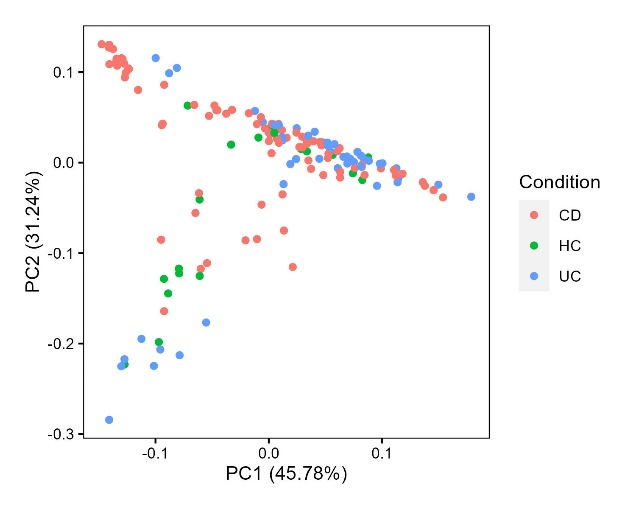 0.1
0.0
-0.1
-0.2
-0.3
PC2 (31.24%)
-0.1 0.0 0.1
PC1 (45.78%)
Condition
CD
HC
UC